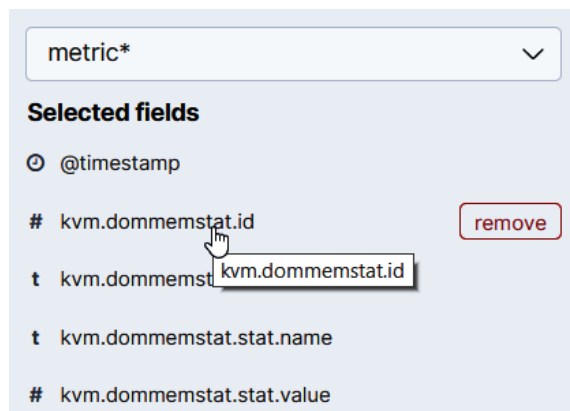 metric*
Selected fields
@timestamp
# kvm.dommemstat.id
remove
kvm.dommemstat.id
t kvm.dommemst
t kvm.dommemstat.stat.name
# kvm.dommemstat.stat.value